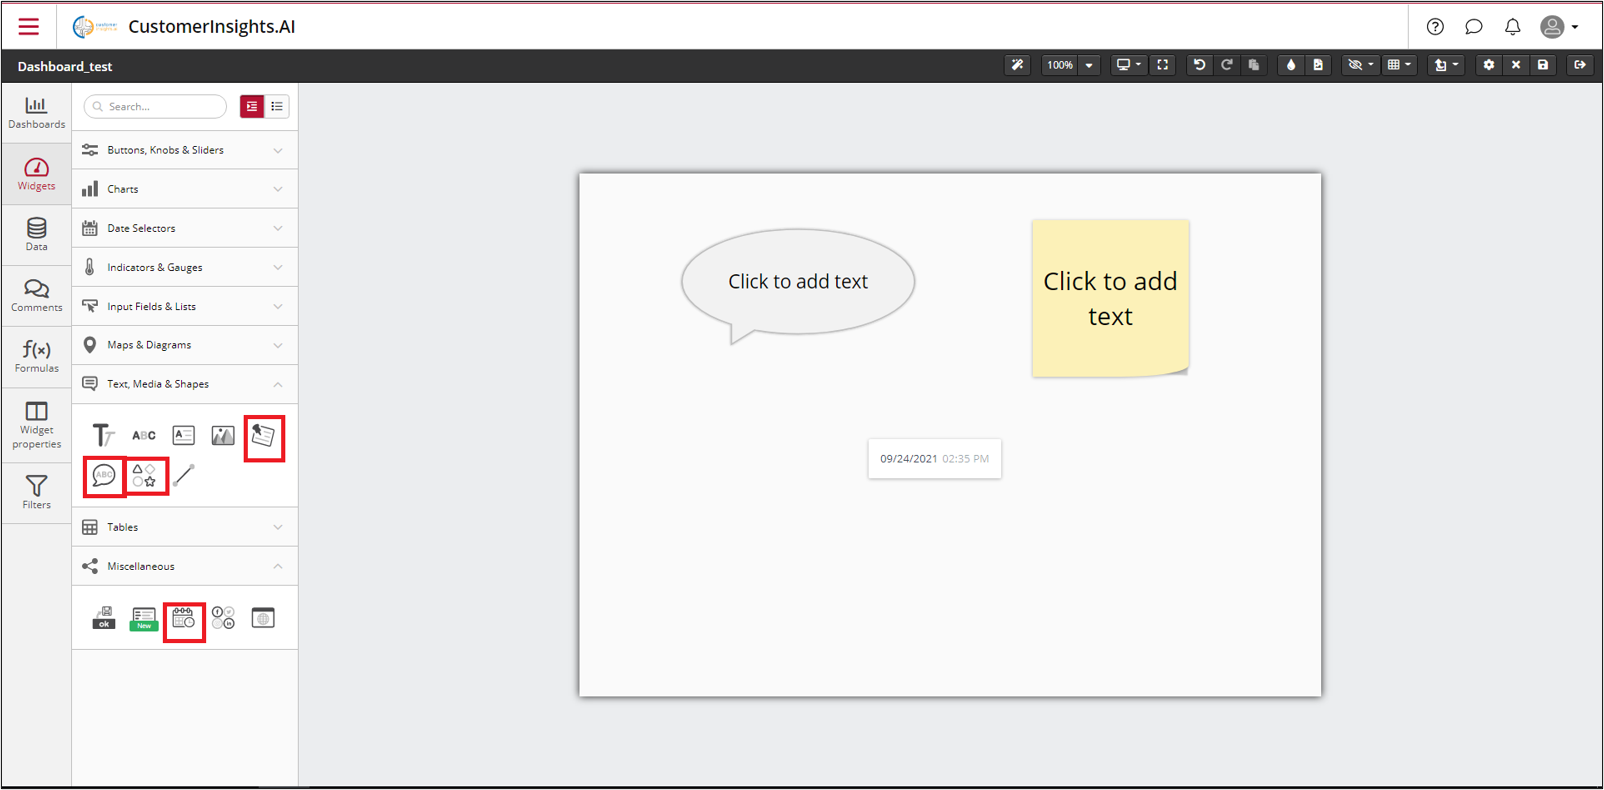 CustomerInsights.AI
Dashboard_test
100%
Dashboards
Widgets
Data
Comments
f(x)
Formulas
Widget
properties
Filters
Search...
Buttons, Knobs & Sliders
Charts
Date Selectors
Indicators & Gauges
Input Fields & Lists
Maps & Diagrams
Text, Media & Shapes
TT
ABC
A
ABC
Tables
Miscellaneous
ok
New
Click to add text
Click to add
text
09/24/2021 02:35 PM